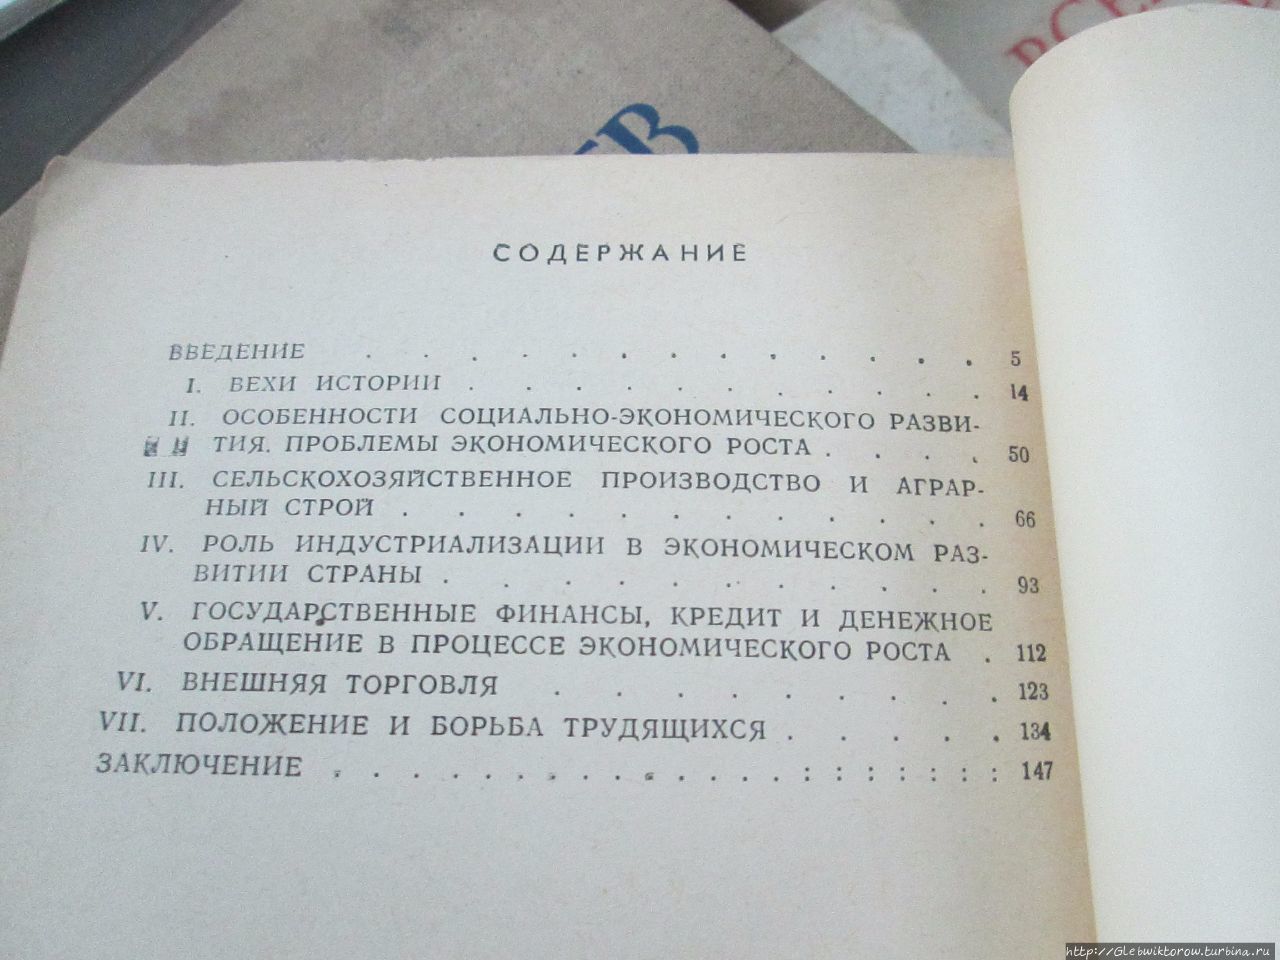 СОДЕРЖАНИЕ
ВВЕДЕНИЕ . . . . . . . . . . . . 5
I. ВЕХИ ИСТОРИИ . . . . . . . . . . 14
II. ОСОБЕННОСТИ СОЦИАЛЬНО-ЭКОНОМИЧЕСКОГО РАЗВИ-
ТИЯ. ПРОБЛЕМЫ ЭКОНОМИЧЕСКОГО РОСТА . . . . 50
III. СЕЛЬСКОХОЗЯЙСТВЕННОЕ ПРОИЗВОДСТВО И АГРАР-
НЫЙ СТРОЙ . . . . . . . . . . . 66
IV. РОЛЬ ИНДУСТРИАЛИЗАЦИИ В ЭКОНОМИЧЕСКОМ РАЗ-
ВИТИИ СТРАНЫ . . . . . . . . . . 93
V. ГОСУДАРСТВЕННЫЕ ФИНАНСЫ, КРЕДИТ И ДЕНЕЖНОЕ
ОБРАЩЕНИЕ В ПРОЦЕССЕ ЭКОНОМИЧЕСКОГО РОСТА . 112
VI. ВНЕШНЯЯ ТОРГОВЛЯ . . . . . . . . 123
VII. ПОЛОЖЕНИЕ И БОРЬБА ТРУДЯЩИХСЯ . . . . . 134
ЗАКЛЮЧЕНИЕ . . . . . . . . . . . . : : : : : : 147
http://Glebwiktorow.turbina.ru